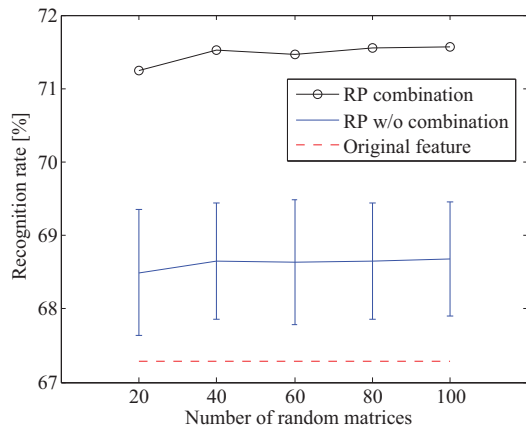 72
71
70
69
68
67
Recognition rate [%]
RP combination
RP w/o combination
Original feature
20 40 60 80 100
Number of random matrices